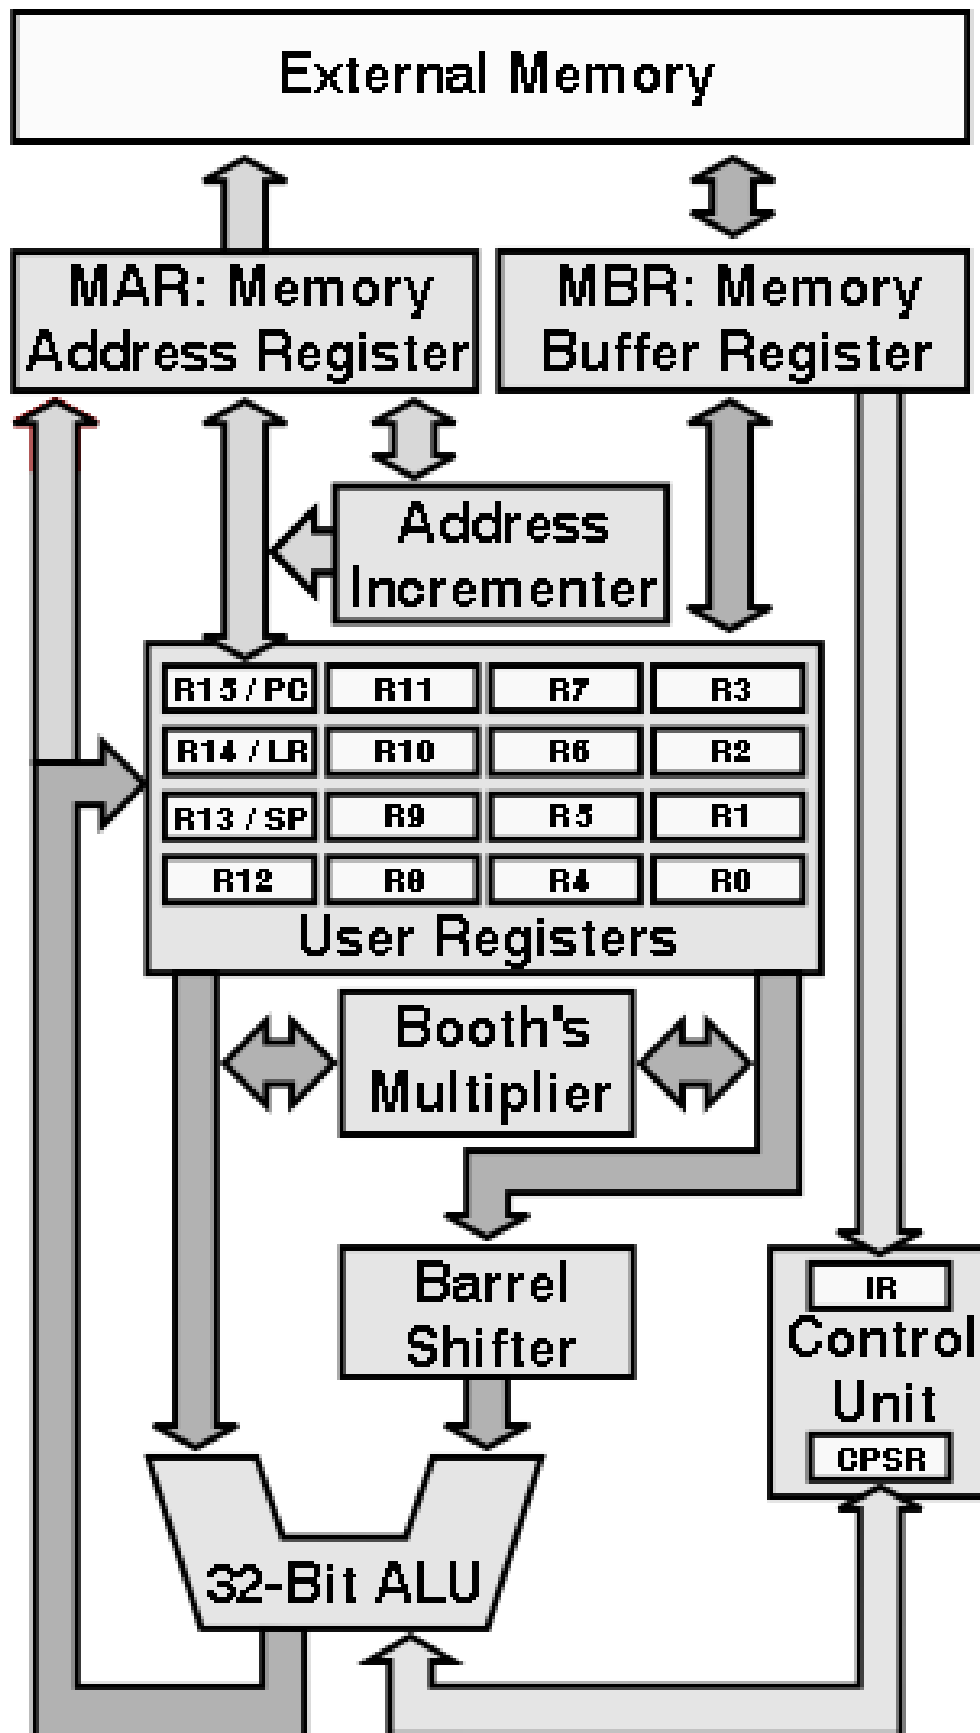 External Memory
MAR: Memory
Address Register
MBR: Memory
Buffer Register
Address
Incrementer
R15 / PC R11 R7 R3
R14 / LR R10 R6 R2
R13 / SP R9 R5 R1
R12 R8 R4 R0
User Registers
Booth's
Multiplier
Barrel
Shifter
IR
Control
Unit
CPSR
32-Bit ALU